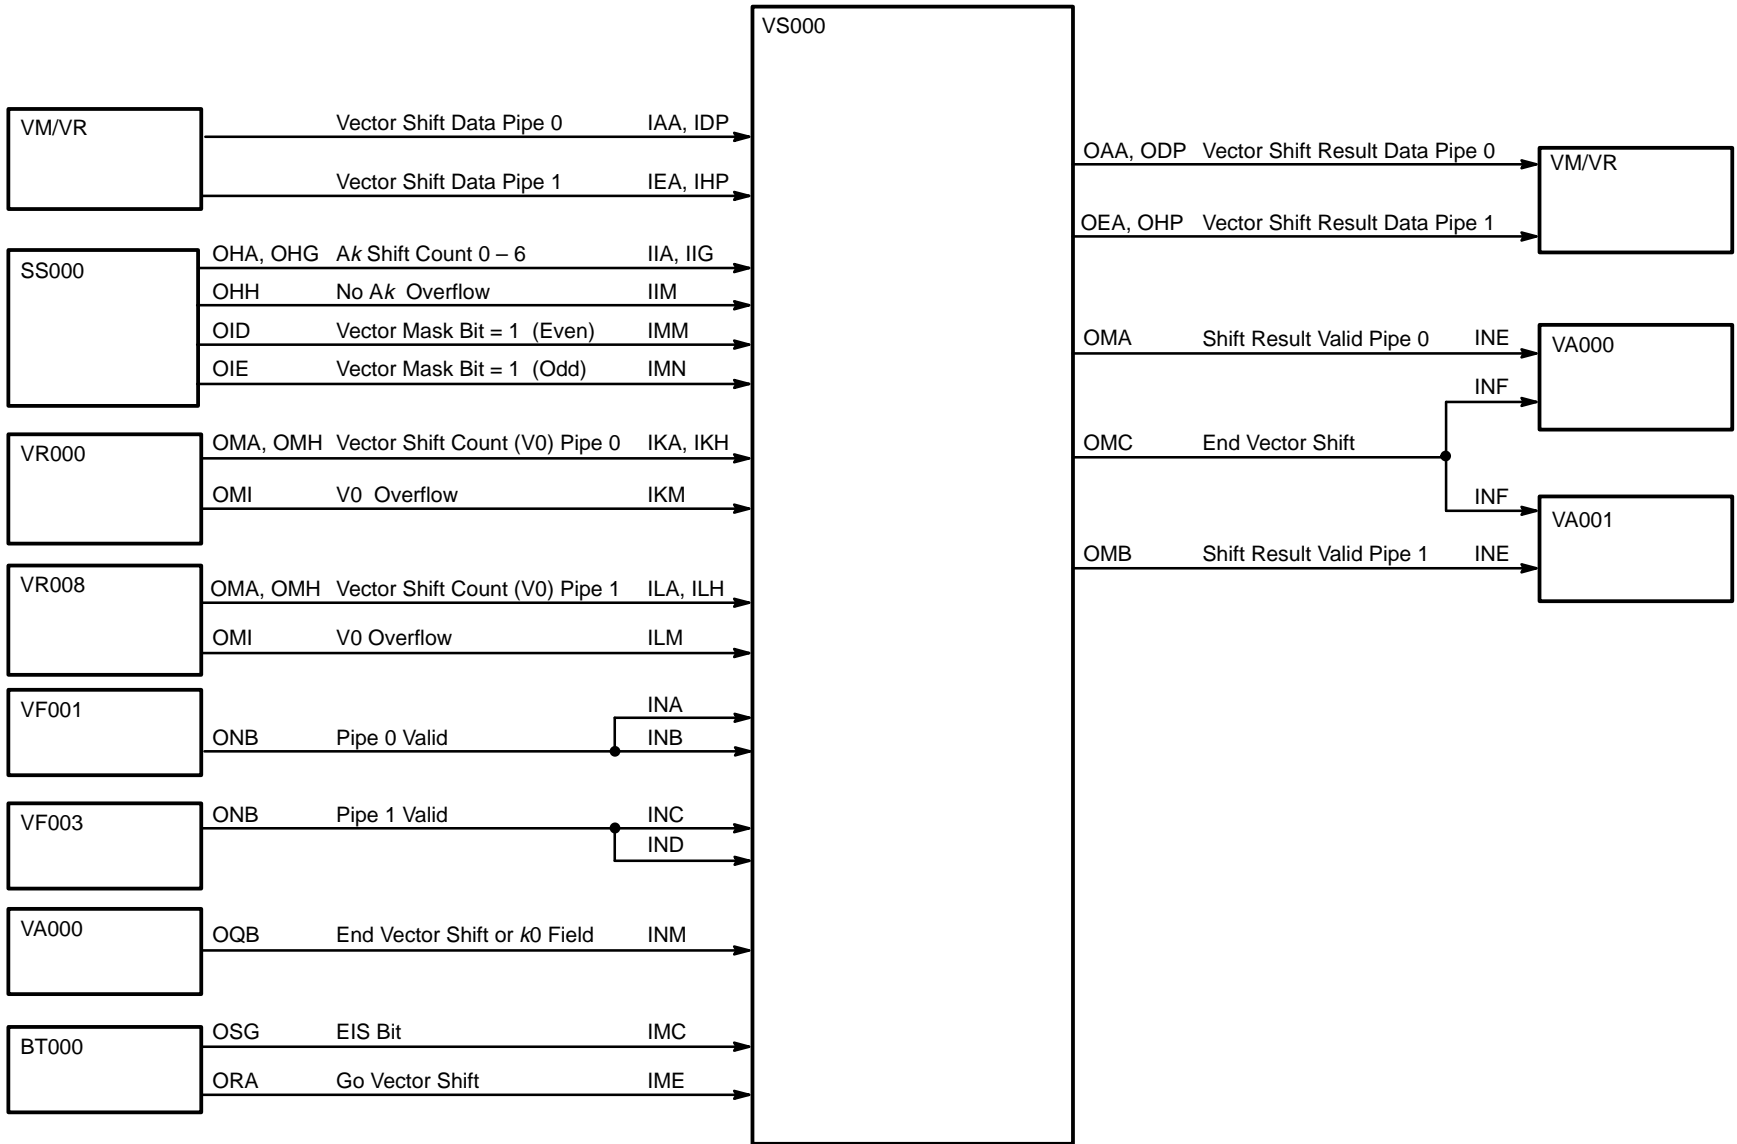 VS000
VM/VR
Vector Shift Data Pipe 0 IAA, IDP
Vector Shift Data Pipe 1 IEA, IHP
SS000
OHA, OHG Ak Shift Count 0 – 6 IIA, IIG
OHH No Ak Overflow IIM
OID Vector Mask Bit = 1 (Even) IMM
OIE Vector Mask Bit = 1 (Odd) IMN
VR000
OMA, OMH Vector Shift Count (V0) Pipe 0 IKA, IKH
OMI V0 Overflow IKM
VR008
OMA, OMH Vector Shift Count (V0) Pipe 1 ILA, ILH
OMI V0 Overflow ILM
VF001
INA
ONB Pipe 0 Valid INB
VF003
ONB Pipe 1 Valid INC
IND
VA000
OQB End Vector Shift or k0 Field INM
BT000
OSG EIS Bit IMC
ORA Go Vector Shift IME
OAA, ODP Vector Shift Result Data Pipe 0
VM/VR
OEA, OHP Vector Shift Result Data Pipe 1
OMA Shift Result Valid Pipe 0 INE
VA000
INF
OMC End Vector Shift
INF
VA001
OMB Shift Result Valid Pipe 1 INE